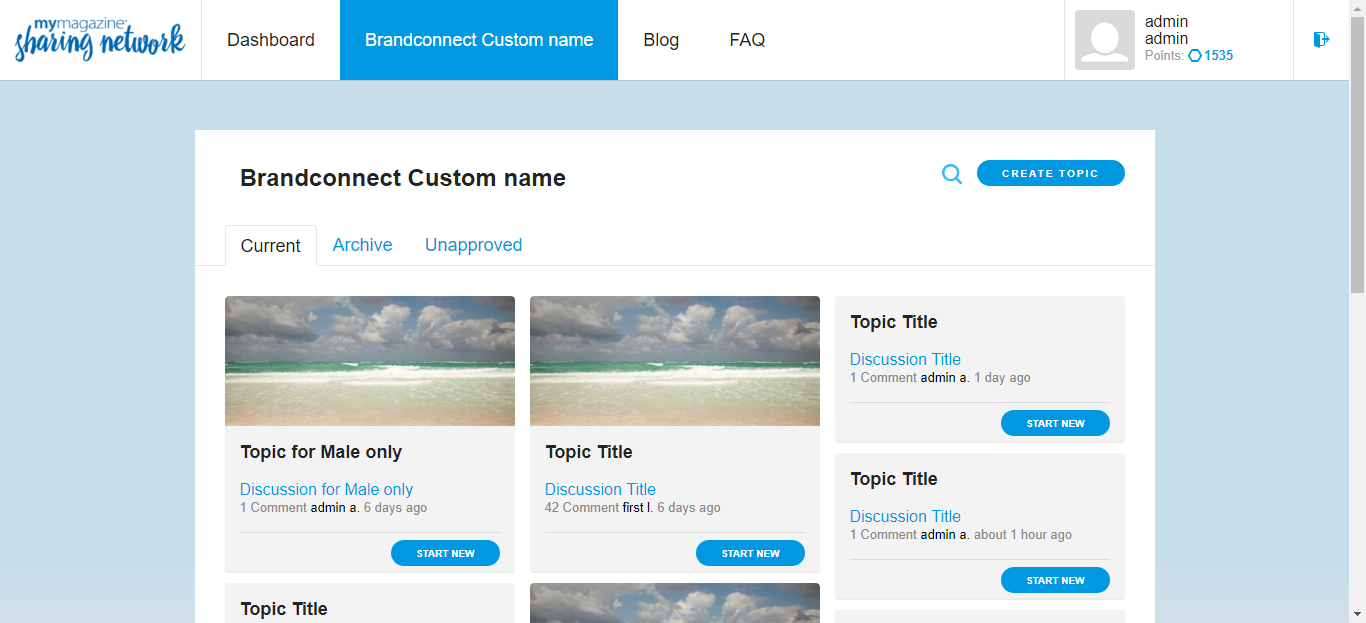 mymagazine
sharing network
Dashboard
Brandconnect Custom name
Blog
FAQ
admin
admin
Points: 1535
Brandconnect Custom name
CREATE TOPIC
Current
Archive
Unapproved
Topic for Male only
Discussion for Male only
1 Comment admin a. 6 days ago
START NEW
Topic Title
Topic Title
Discussion Title
42 Comment first l. 6 days ago
START NEW
Topic Title
Discussion Title
1 Comment admin a. 1 day ago
START NEW
Topic Title
Discussion Title
1 Comment admin a. about 1 hour ago
START NEW